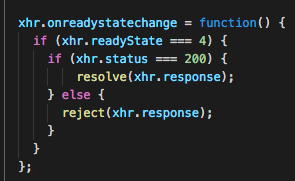 xhr.onreadystatechange = function() {
  if (xhr.readyState === 4) {
    if (xhr.status === 200) {
        resolve(xhr.response);
    } else {
      reject(xhr.response);
    }
  }
};